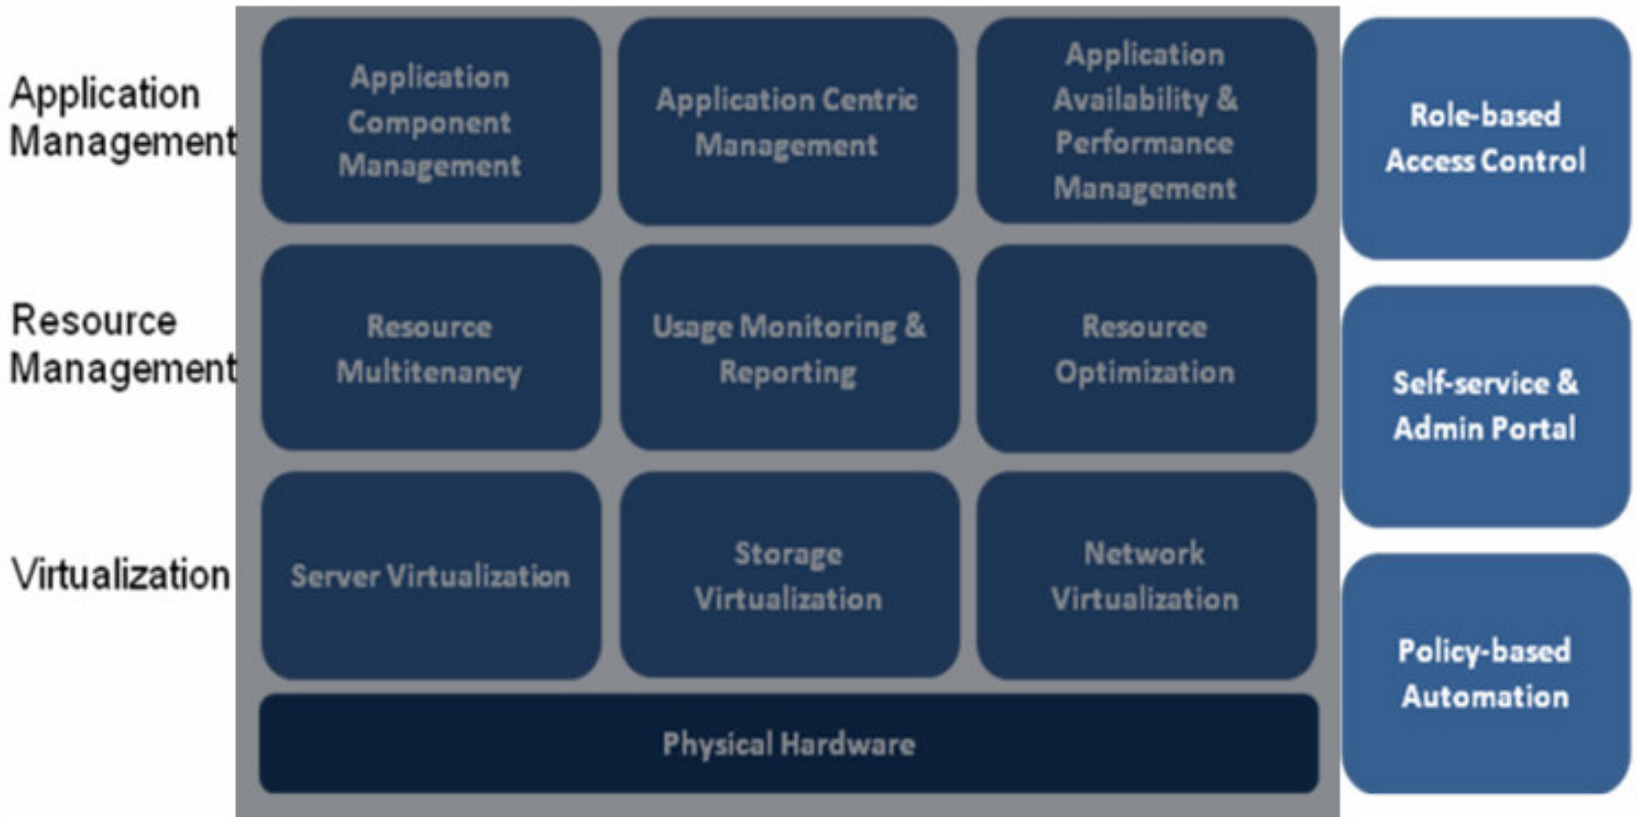 Application
Management
Application
Component
Management
Application Centric
Management
Application
Availability &
Performance
Management
Role-based
Access Control
Resource
Management
Resource
Multitenancy
Usage Monitoring &
Reporting
Resource
Optimization
Self-service &
Admin Portal
Virtualization
Server Virtualization
Storage
Virtualization
Network
Virtualization
Policy-based
Automation
Physical Hardware